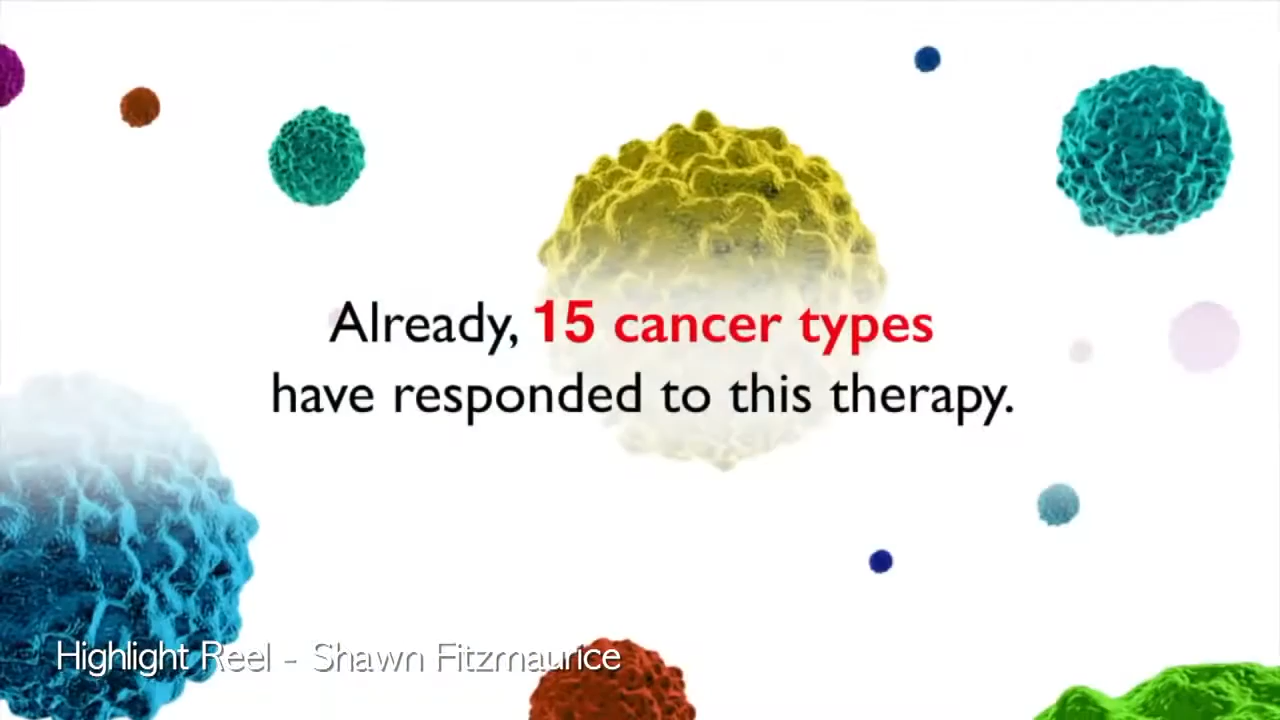 Already, 15 cancer types
have responded to this therapy.
Highlight Reel - Shawn Fitzmaurice